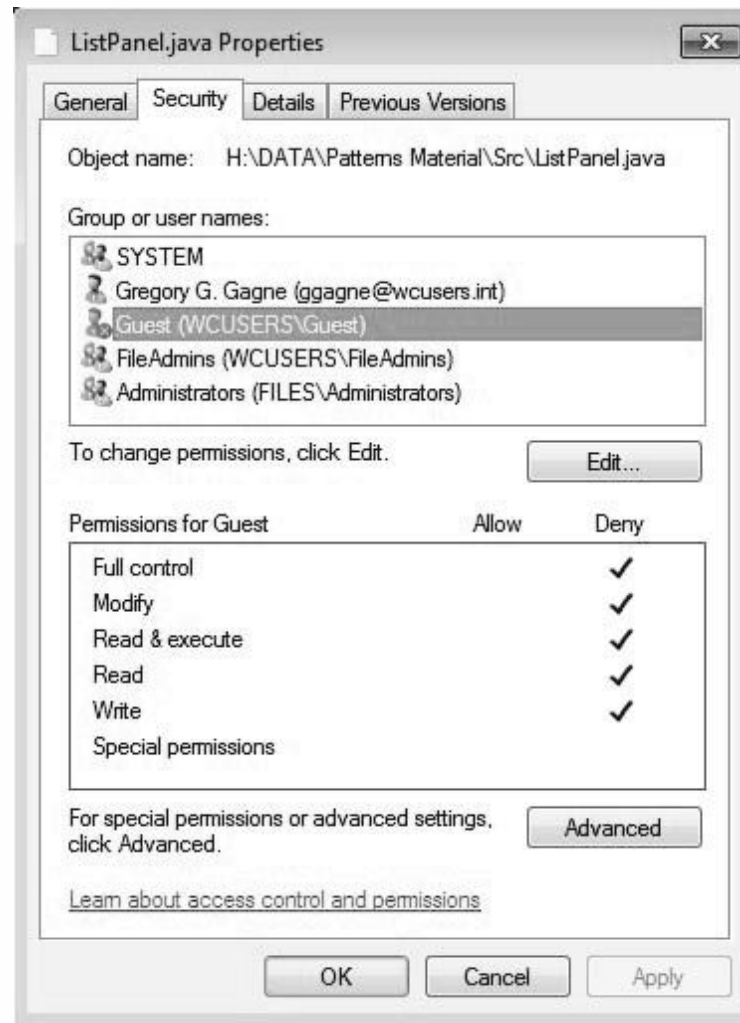 ListPanel.java Properties
General Security Details Previous Versions
Object name: H:\DATA\Patterns Material\Src\ListPanel.java
Group or user names:
SYSTEM
Gregory G. Gagne (ggagne@wcusers.int)
Guest (WCUSERS\Guest)
FileAdmins (WCUSERS\FileAdmins)
Administrators (FILES\Administrators)
To change permissions, click Edit.
Edit...
Permissions for Guest Allow Deny
Full control
Modify
Read & execute
Read
Write
Special permissions
For special permissions or advanced settings,
click Advanced.
Advanced
Learn about access control and permissions
OK Cancel Apply